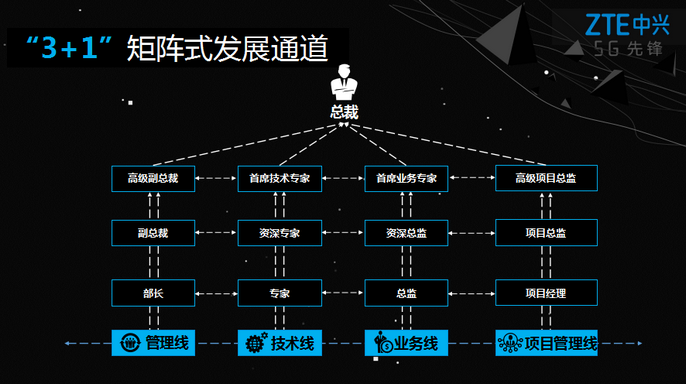 “3+1”矩阵式发展通道
ZTE中兴
5G先锋
总裁
高级副总裁 首席技术专家 首席业务专家 高级项目总监
副总裁 资深专家 资深总监 项目总监
部长 专家 总监 项目经理
管理线 技术线 业务线 项目管理线